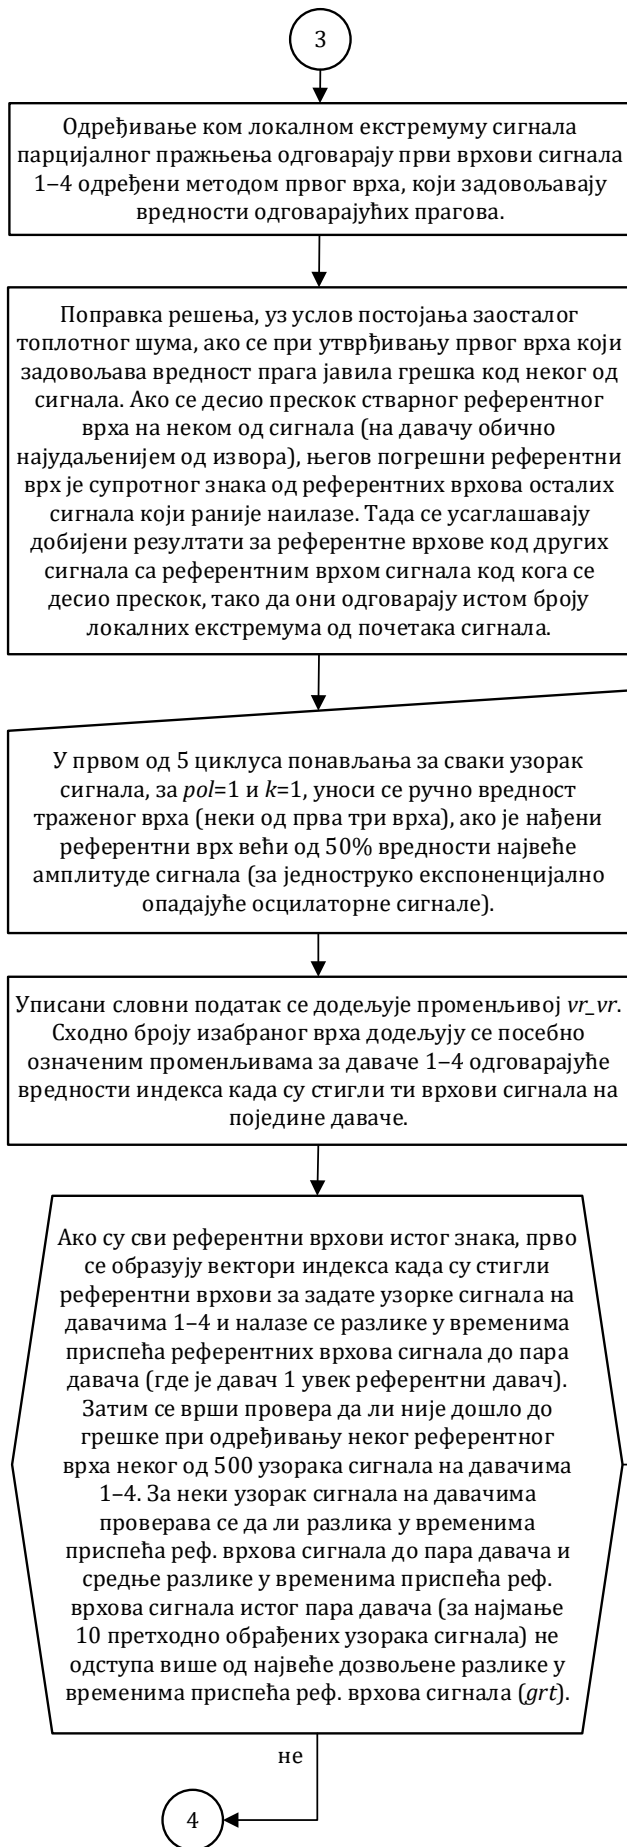 3
Одређивање ком локалном екстремуму сигнала
парцијалног пражњења одговарају први врхови сигнала
1–4 одређени методом првог врха, који задовољавају
вредности одговарајућих прагова.
Поправка решења, уз услов постојања заосталог
топлотног шума, ако се при утврђивању првог врха који
задовољава вредност прага јавила грешка код неког од
сигнала. Ако се десио прескок стварног референтног
врха на неком од сигнала (на давачу обично
најудаљенијем од извора), његов погрешни референтни
врх је супротног знака од референтних врхова осталих
сигнала који раније наилазе. Тада се усаглашавају
добијени резултати за референтне врхове код других
сигнала са референтним врхом сигнала код кога се
десио прескок, тако да они одговарају истом броју
локалних екстремума од почетака сигнала.
У првом од 5 циклуса понављања за сваки узорак
сигнала, за pol=1 и k=1, уноси се ручно вредност
траженог врха (неки од прва три врха), ако је нађени
референтни врх већи од 50% вредности највеће
амплитуде сигнала (за једноструко експоненцијално
опадајуће осцилаторне сигнале).
Уписани словни податак се додељује променљивој vr_vr.
Сходно броју изабраног врха додељују се посебно
означеним променљивама за даваче 1–4 одговарајуће
вредности индекса када су стигли ти врхови сигнала на
поједине даваче.
Ако су сви референтни врхови истог знака, прво
се образују вектори индекса када су стигли
референтни врхови за задате узорке сигнала на
давачима 1–4 и налазе се разлике у временима
приспећа референтних врхова сигнала до пара
давача (где је давач 1 увек референтни давач).
Затим се врши провера да ли није дошло до
грешке при одређивању неког референтног
врха неког од 500 узорака сигнала на давачима
1–4. За неки узорак сигнала на давачима
проверава се да ли разлика у временима
приспећа реф. врхова сигнала до пара давача и
средње разлике у временима приспећа реф.
врхова сигнала истог пара давача (за најмање
10 претходно обрађених узорака сигнала) не
одступа више од највеће дозвољене разлике у
временима приспећа реф. врхова сигнала (grt).
не
4